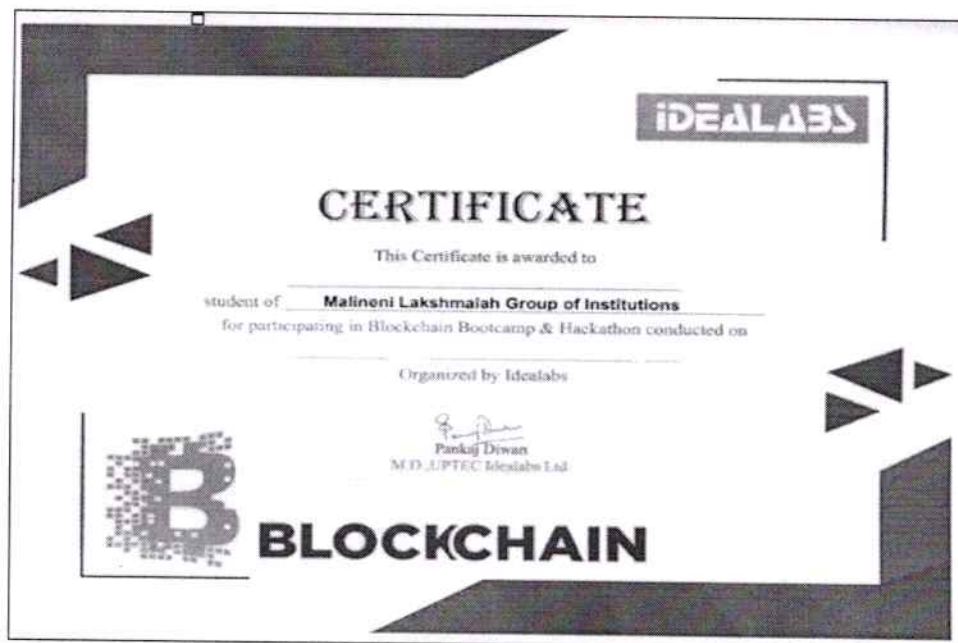 iDEALABS
CERTIFICATE
This Certificate is awarded to
student of Malineni Lakshmaiah Group of Institutions
for participating in Blockchain Bootcamp & Hackathon conducted on
Organized by Idealabs
Pankaj Diwan
M.D ,UPTEC Idealabs Ltd
B
BLOCKCHAIN